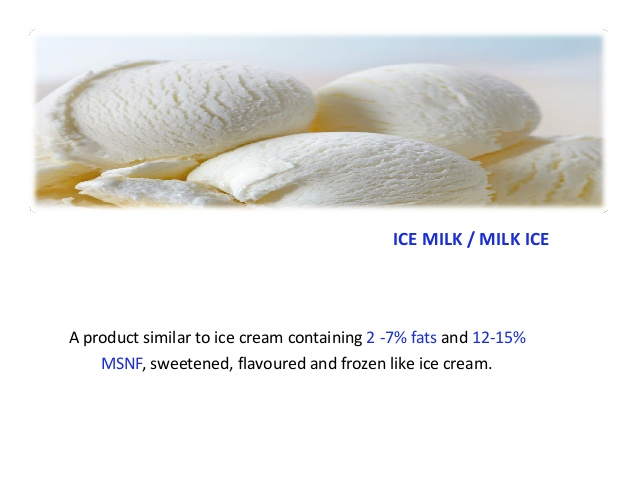 ICE MILK / MILK ICE
A product similar to ice cream containing 2 -7% fats and 12-15%
MSNF, sweetened, flavoured and frozen like ice cream.